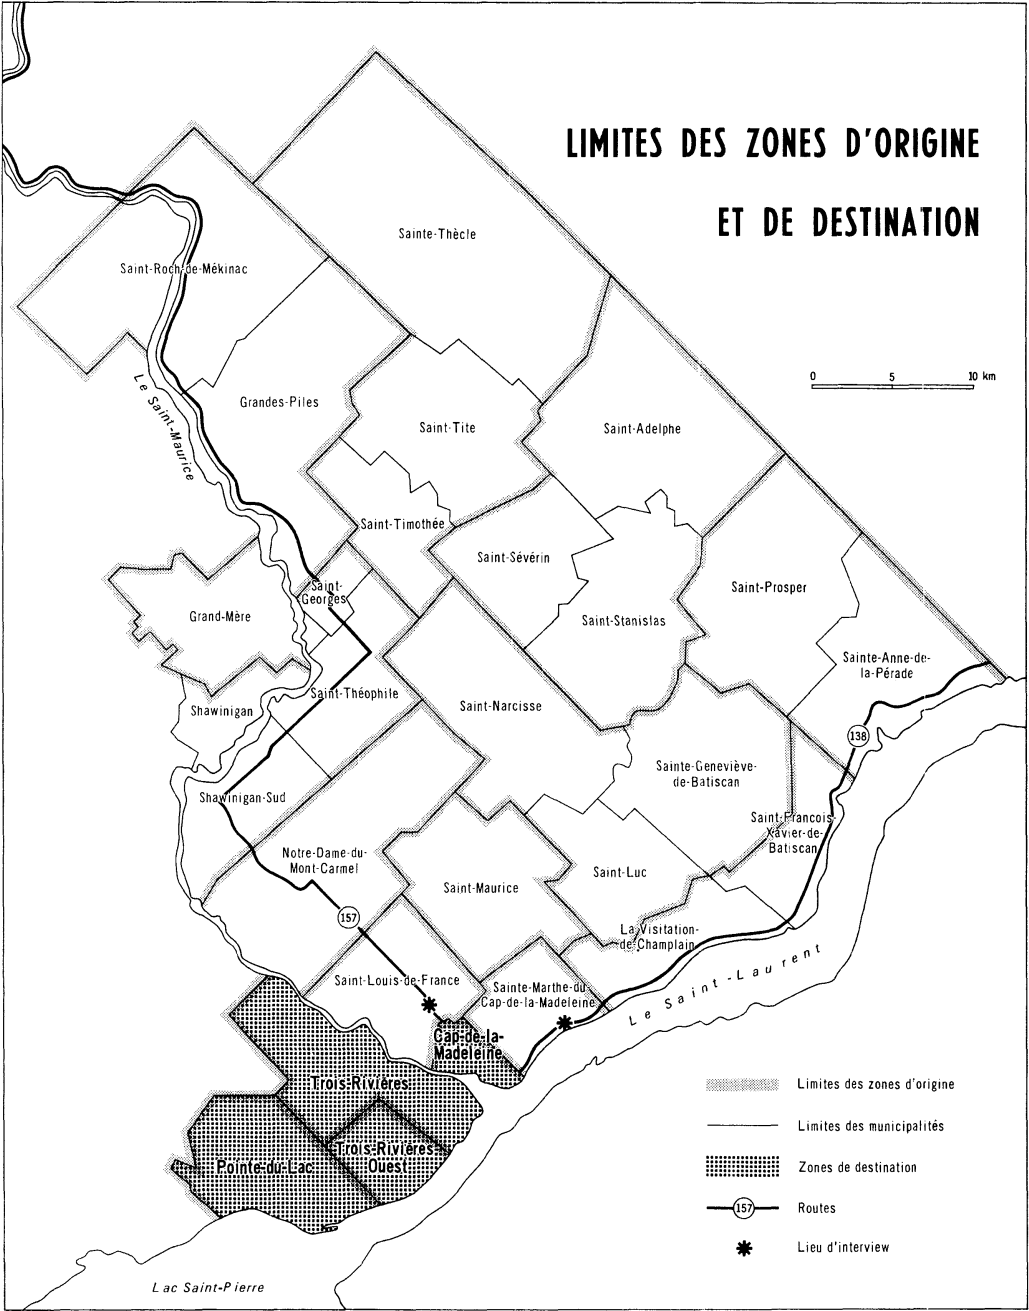 LIMITES DES ZONES D'ORIGINE
ET DE DESTINATION
Sainte-Thècle
Saint-Roch-de-Mékinac
0 5 10 km
Le Saint-Maurice
Grandes-Piles
Saint-Tite
Saint-Adelphe
Saint-Timothée
Saint-Sévérin
Saint-Prosper
Saint-
Georges
Grand-Mère
Saint-Stanislas
Sainte-Anne-de-
la-Pérade
Saint-Théophile
Shawinigan
Saint-Narcisse
138
Sainte-Geneviève-
de-Batiscan
Shawinigan-Sud
Saint-Francois-
Xavier-de-
Batiscan
Notre-Dame-du-
Mont-Carmel
Saint-Maurice
Saint-Luc
157
La Visitation-
de-Champlain
Le Saint-Laurent
Saint-Louis-de-France
Sainte-Marthe-du-
Cap-de-la-Madeleine
Cap-de-la-
Madeleine
Trois-Rivières
Trois-Rivières-
Ouest
Pointe-du-Lac
Lac Saint-Pierre
Limites des zones d'origine
Limites des municipalités
Zones de destination
157 Routes
Lieu d'interview